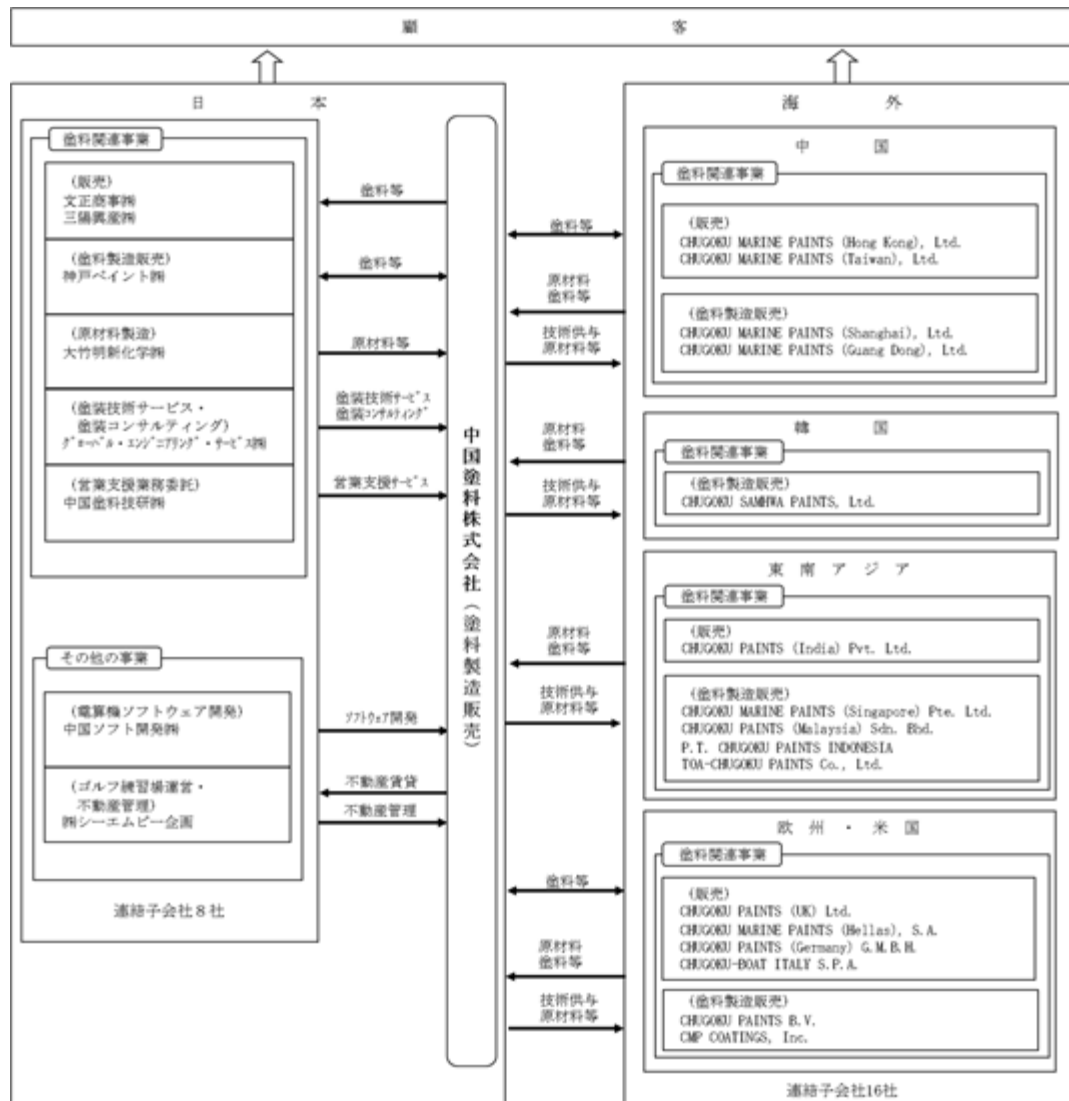 顧客
日本
塗料関連事業
(販売)
文正商事㈱
三陽興産㈱
(塗料製造販売)
神戸ペイント㈱
(原材料製造)
大竹明新化学㈱
(塗装技術サービス・
塗装コンサルティング)
グローバル・エンジニアリング・サービス㈱
(営業支援業務委託)
中国塗料技研㈱
その他の事業
(電算機ソフトウェア開発)
中国ソフト開発㈱
(ゴルフ練習場運営・
不動産管理)
㈱シーエムピー企画
連結子会社8社
塗料等
塗料等
原材料等
塗装技術サービス
塗装コンサルティング
営業支援サービス
ソフトウェア開発
不動産賃貸
不動産管理
中国塗料株式会社(塗料製造販売)
塗料等
原材料
塗料等
技術供与
原材料等
原材料
塗料等
技術供与
原材料等
原材料
塗料等
技術供与
原材料等
塗料等
原材料
塗料等
技術供与
原材料等
海外
中国
塗料関連事業
(販売)
CHUGOKU MARINE PAINTS (Hong Kong), Ltd.
CHUGOKU MARINE PAINTS (Taiwan), Ltd.
(塗料製造販売)
CHUGOKU MARINE PAINTS (Shanghai), Ltd.
CHUGOKU MARINE PAINTS (Guang Dong), Ltd.
韓国
塗料関連事業
(塗料製造販売)
CHUGOKU SAMHWA PAINTS, Ltd.
東南アジア
塗料関連事業
(販売)
CHUGOKU PAINTS (India) Pvt. Ltd.
(塗料製造販売)
CHUGOKU MARINE PAINTS (Singapore) Pte. Ltd.
CHUGOKU PAINTS (Malaysia) Sdn. Bhd.
P.T. CHUGOKU PAINTS INDONESIA
TOA-CHUGOKU PAINTS Co., Ltd.
欧州・米国
塗料関連事業
(販売)
CHUGOKU PAINTS (UK) Ltd.
CHUGOKU MARINE PAINTS (Hellas), S.A.
CHUGOKU PAINTS (Germany) G.M.B.H.
CHUGOKU-BOAT ITALY S.P.A.
(塗料製造販売)
CHUGOKU PAINTS B.V.
CMP COATINGS, Inc.
連結子会社16社